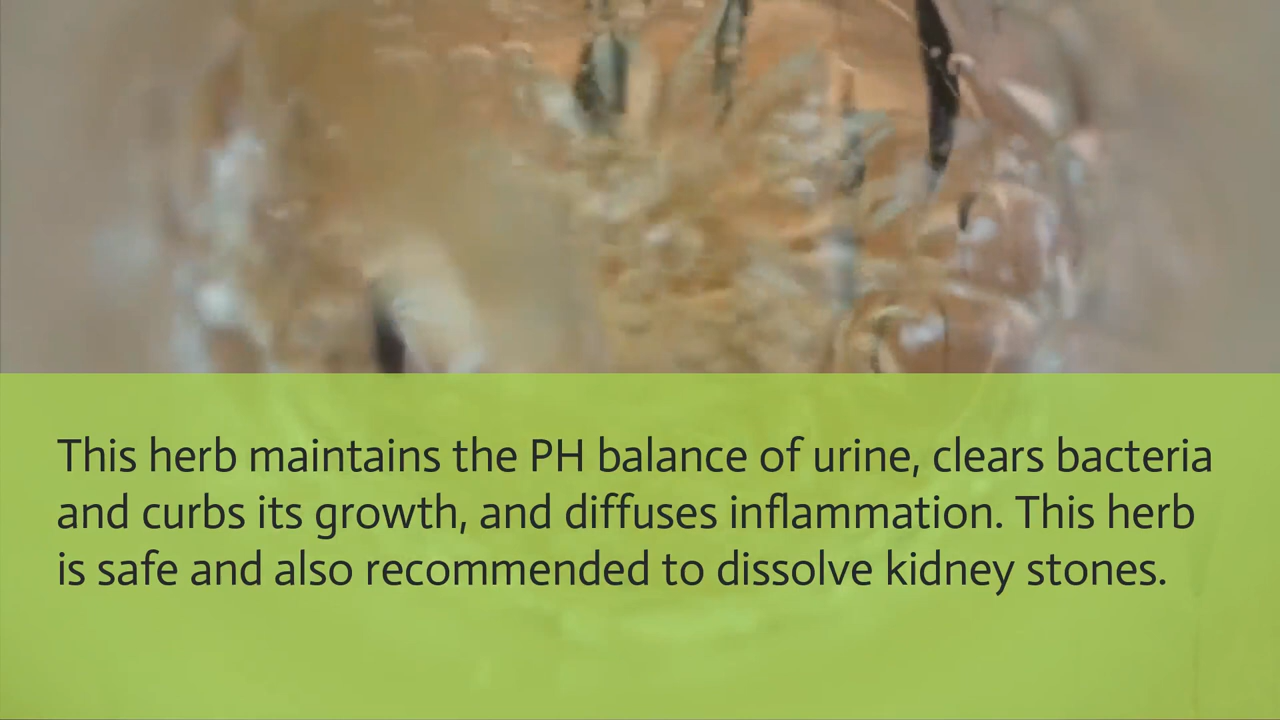 This herb maintains the PH balance of urine, clears bacteria
and curbs its growth, and diffuses inflammation. This herb
is safe and also recommended to dissolve kidney stones.